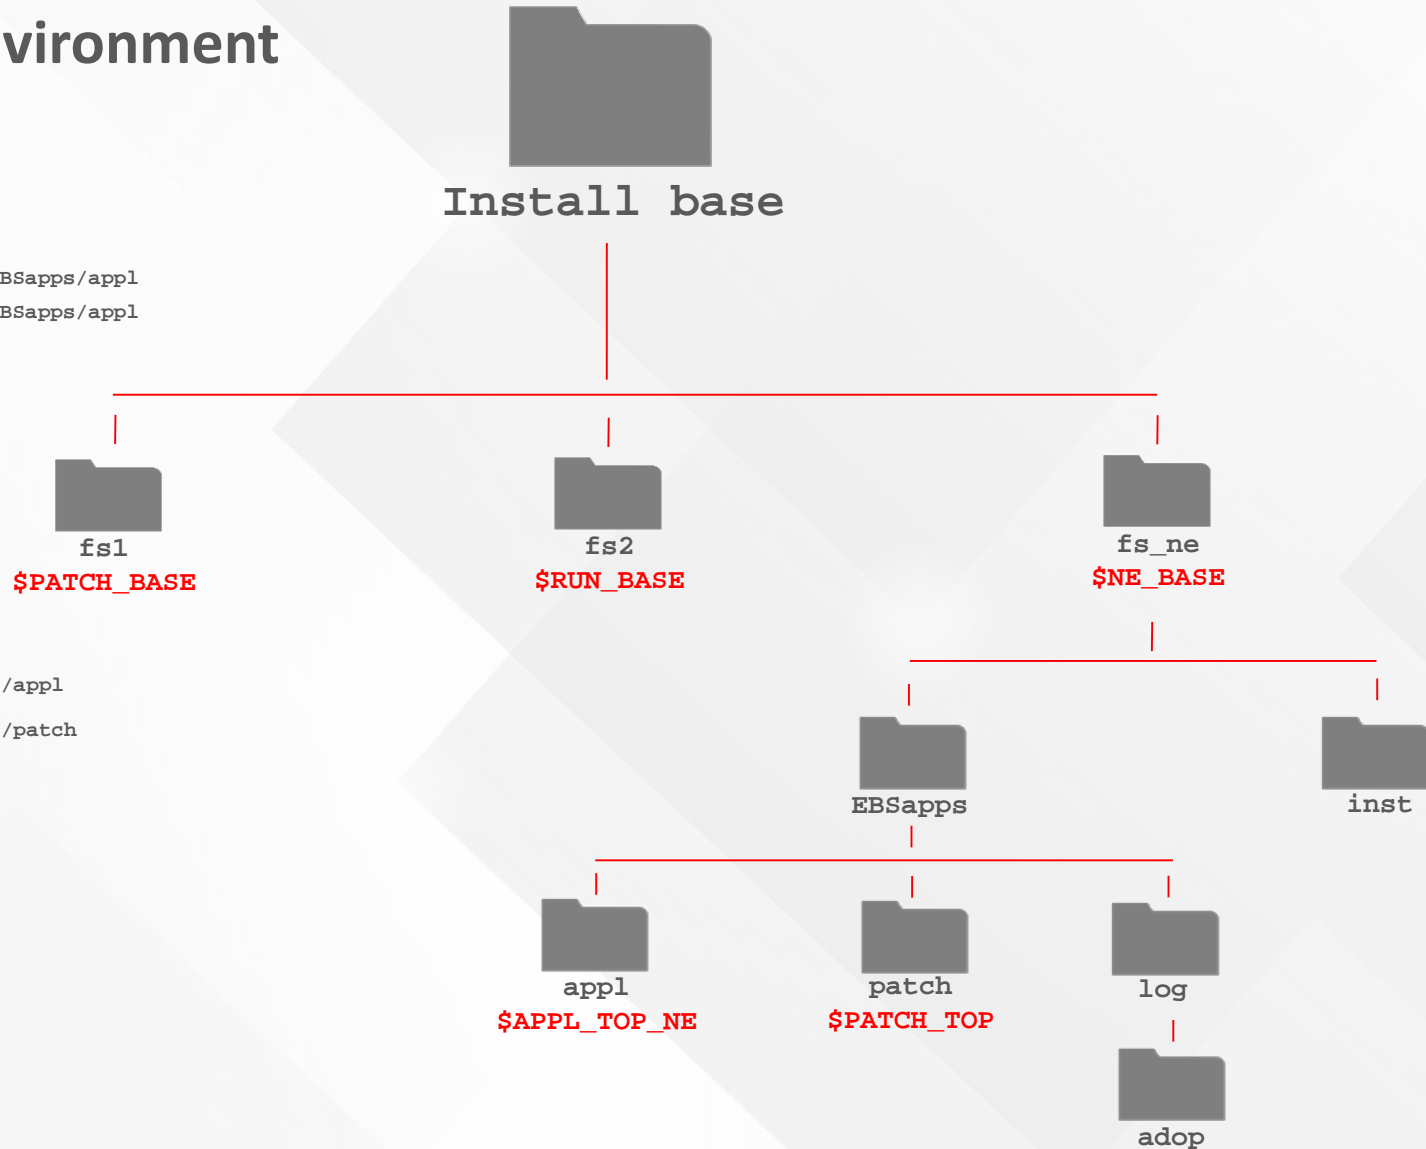 vironment
Install base
BSapps/appl
BSapps/appl
fs1
fs2
fs_ne
$PATCH_BASE
$RUN_BASE
$NE_BASE
/appl
/patch
EBSapps
inst
appl
patch
log
$APPL_TOP_NE
$PATCH_TOP
adop